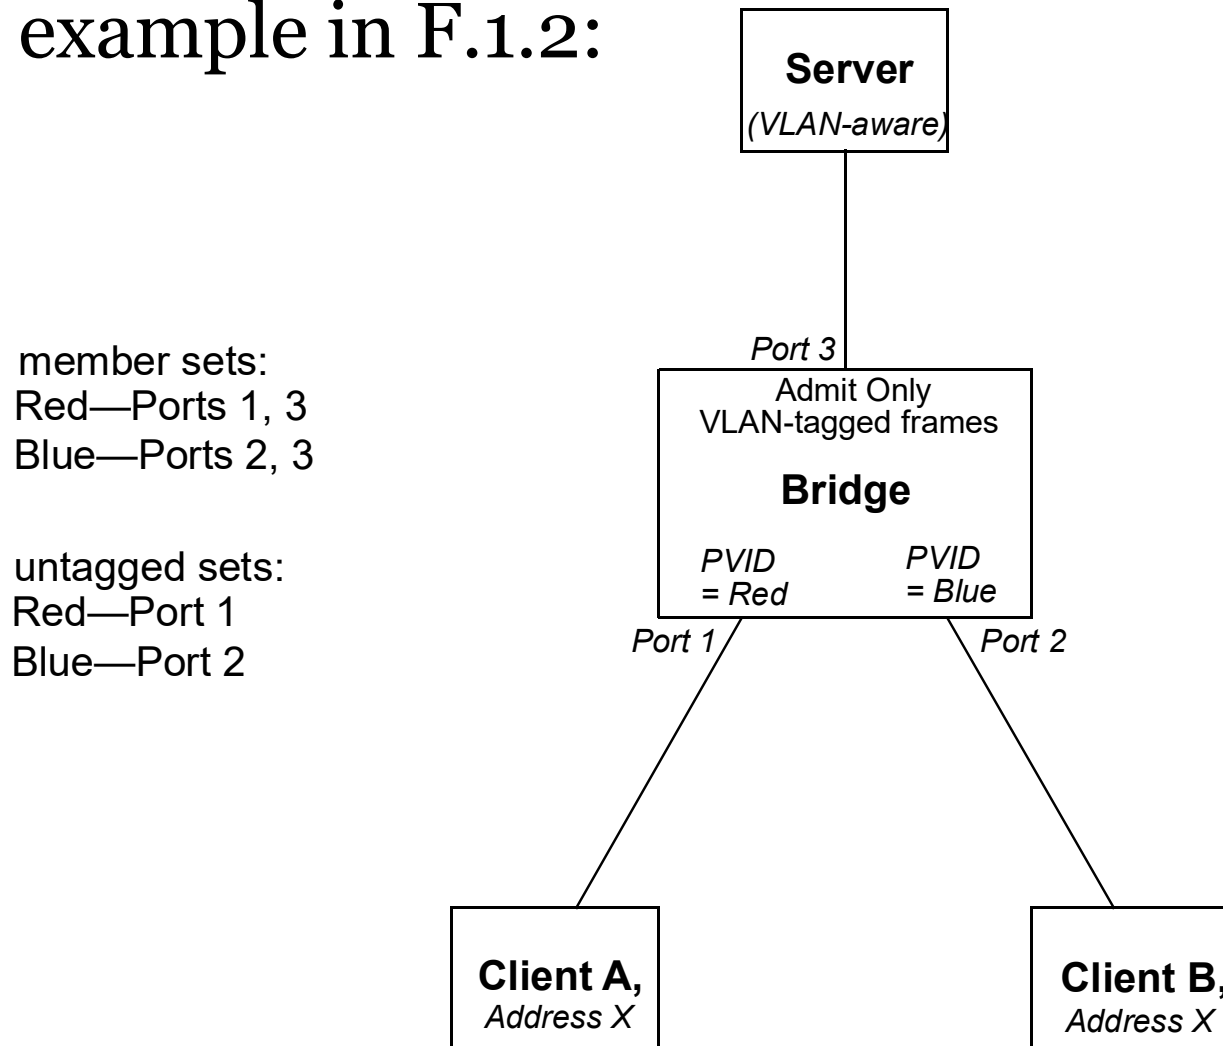 example in F.1.2:
Server
(VLAN-aware)
Port 3
member sets:
Red—Ports 1, 3
Blue—Ports 2, 3
Admit Only
VLAN-tagged frames
Bridge
untagged sets:
Red—Port 1
Blue—Port 2
PVID
= Red
PVID
= Blue
Port 1
Port 2
Client A,
Address X
Client B,
Address X